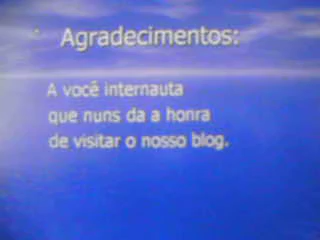 Agradecimentos:
A você internauta
que nuns da a honra
de visitar o nosso blog.